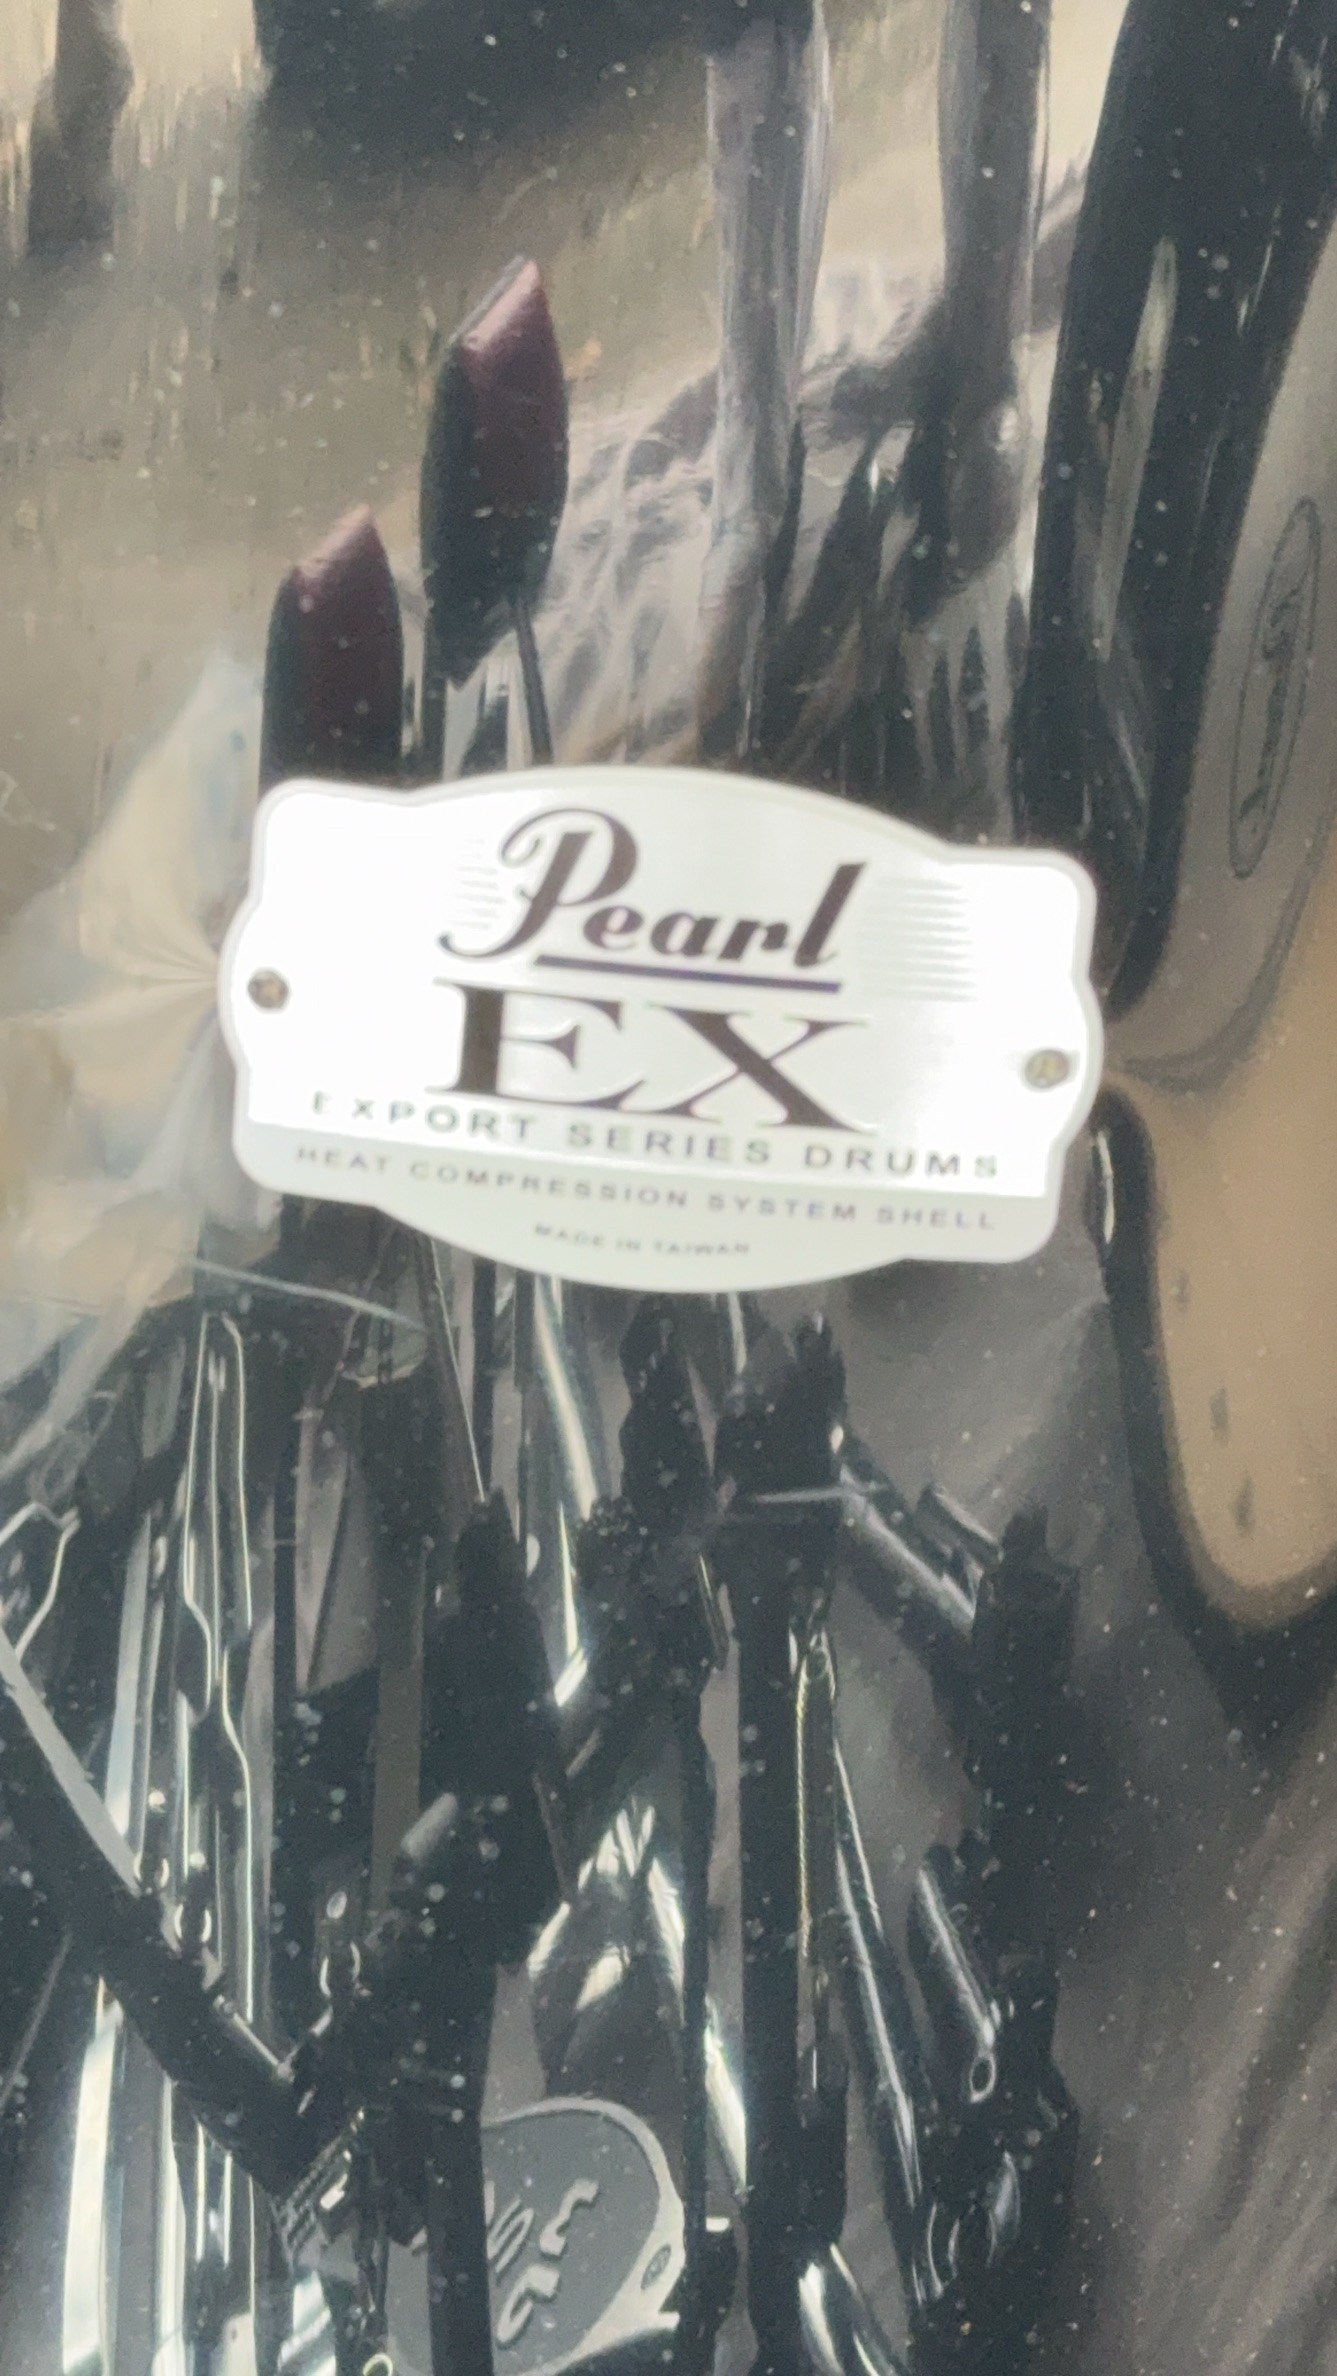 Pearl
EX
EXPORT SERIES DRUMS
HEAT COMPRESSION SYSTEM SHELL
MADE IN TAIWAN